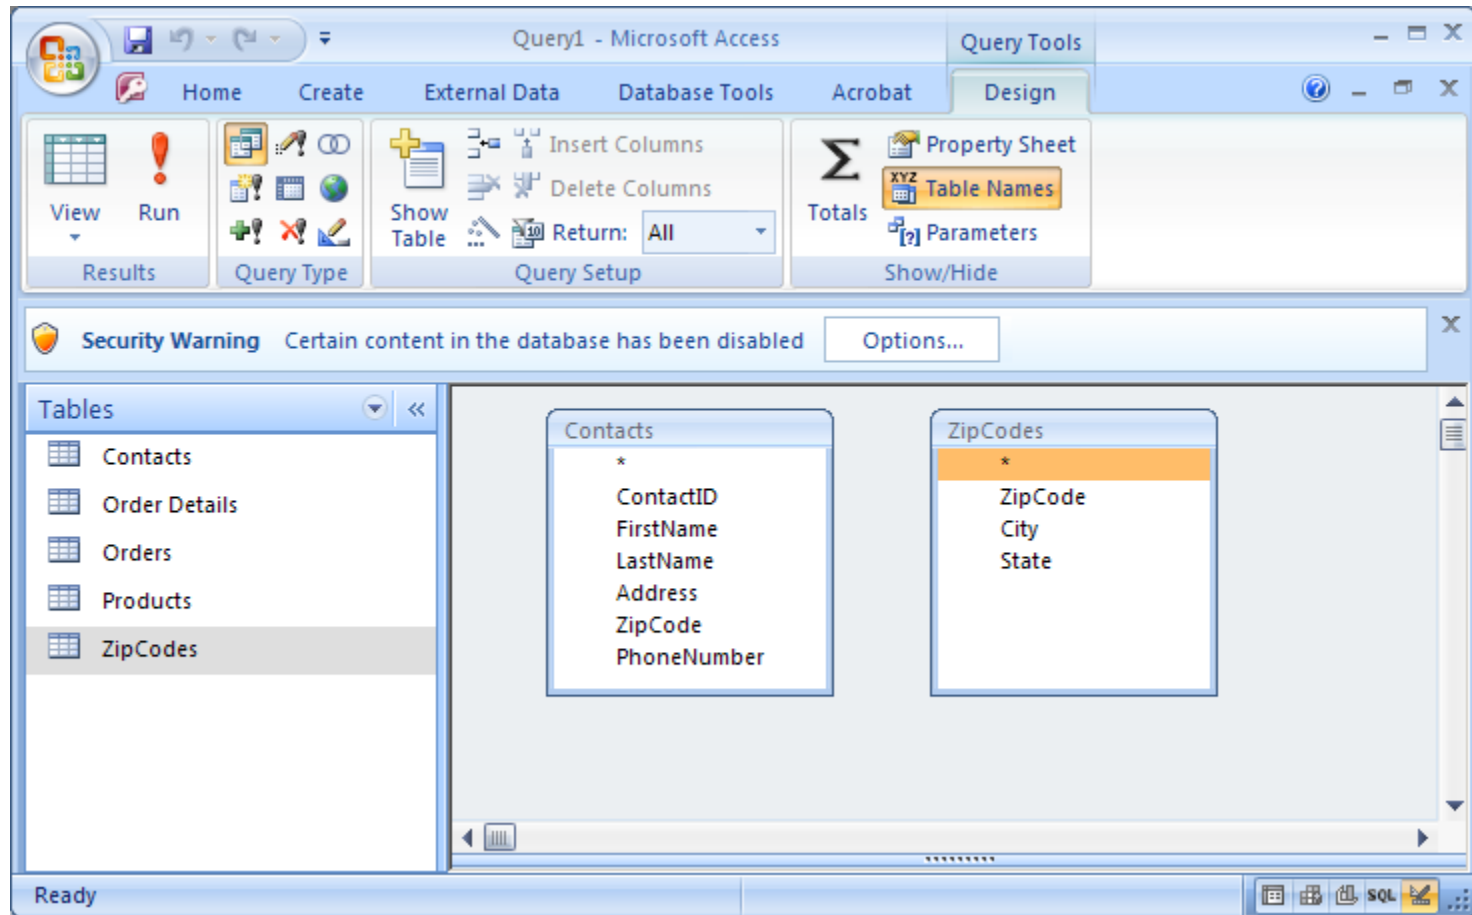 Query1 - Microsoft Access
Query Tools
Home Create External Data Database Tools Acrobat Design
View
Run
Results
Query Type
Show Table
Insert Columns
Delete Columns
Return: All
Query Setup
Totals
Property Sheet
XYZ
Table Names
Parameters
Show/Hide
Security Warning Certain content in the database has been disabled Options...
Tables
Contacts
Order Details
Orders
Products
ZipCodes
Contacts
*
ContactID
FirstName
LastName
Address
ZipCode
PhoneNumber
ZipCodes
*
ZipCode
City
State
Ready
SQL